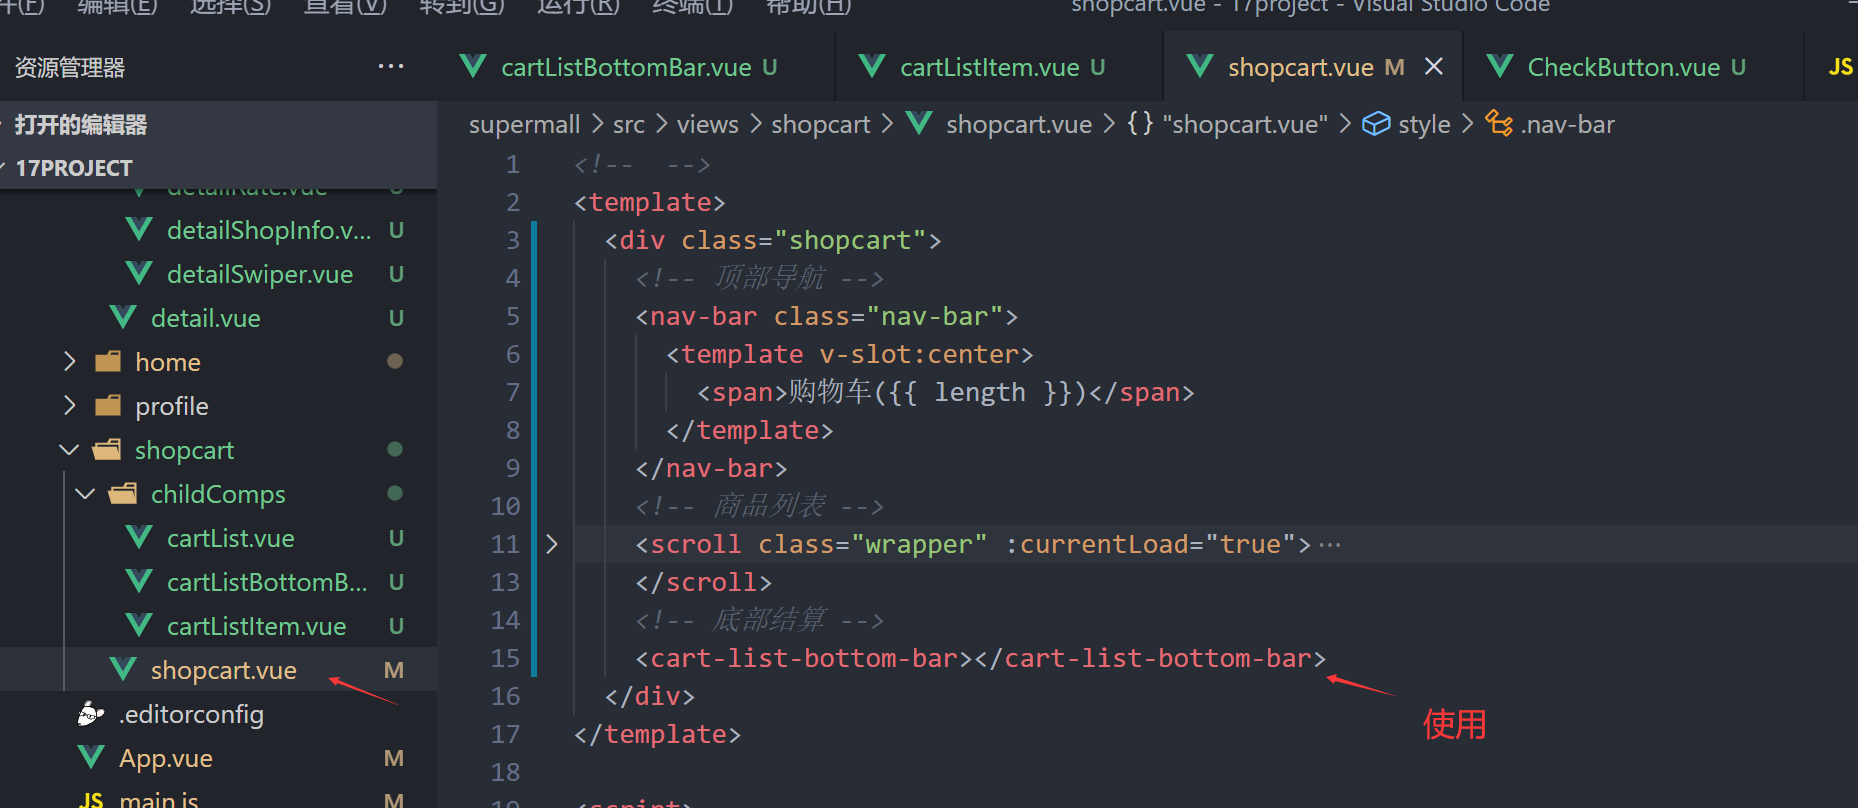 编辑(E) 选择(S) 查看(V) 转到(G) 运行(R) 终端(T) 帮助(H) shopcart.vue - 17project - Visual Studio Code
资源管理器 ···
cartListBottomBar.vue U cartListItem.vue U shopcart.vue M CheckButton.vue U JS
打开的编辑器
17PROJECT
detailRate.vue U
detailShopInfo.v... U
detailSwiper.vue U
detail.vue U
home
profile
shopcart
childComps
cartList.vue U
cartListBottomB... U
cartListItem.vue U
shopcart.vue M
.editorconfig
App.vue M
JS main.js M
supermall > src > views > shopcart > shopcart.vue > {} "shopcart.vue" > style > .nav-bar
1 <!--  -->
2 <template>
3 <div class="shopcart">
4 <!-- 顶部导航 -->
5 <nav-bar class="nav-bar">
6 <template v-slot:center>
7 <span>购物车({{ length }})</span>
8 </template>
9 </nav-bar>
10 <!-- 商品列表 -->
11 <scroll class="wrapper" :currentLoad="true">···
13 </scroll>
14 <!-- 底部结算 -->
15 <cart-list-bottom-bar></cart-list-bottom-bar>
16 </div>
使用
17 </template>
18
19 <script>